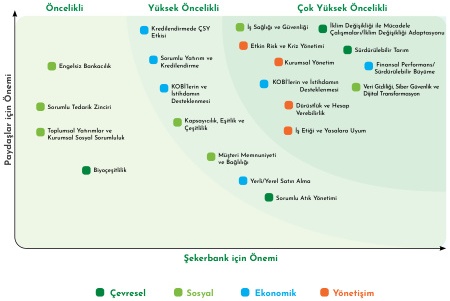 Öncelikli
Yüksek Öncelikli
Çok Yüksek Öncelikli
Kredilendirmede ÇSY
Etkisi
İş Sağlığı ve Güvenliği
İklim Değişikliği ile Mücadele
Çalışmaları/İklim Değişikliği Adaptasyonu
Etkin Risk ve Kriz Yönetimi
Sürdürülebilir Tarım
Engelsiz Bankacılık
Sorumlu Yatırım ve
Kredilendirme
Kurumsal Yönetim
Finansal Performans/
Sürdürülebilir Büyüme
KOBİ'lerin ve
İstihdamın
Desteklenmesi
KOBİ'lerin ve İstihdamın
Desteklenmesi
Veri Gizliliği, Siber Güvenlik ve
Dijital Transformasyon
Sorumlu Tedarik Zinciri
Dürüstlük ve Hesap
Verebilirlik
Toplumsal Yatırımlar ve
Kurumsal Sosyal Sorumluluk
Kapsayıcılık, Eşitlik ve
Çeşitlilik
İş Etiği ve Yasalara Uyum
Biyoçeşitlilik
Müşteri Memnuniyeti
ve Bağlılığı
Yerli/Yerel Satın Alma
Sorumlu Atık Yönetimi
Paydaşlar için Önemi
Şekerbank için Önemi
Çevresel
Sosyal
Ekonomik
Yönetişim